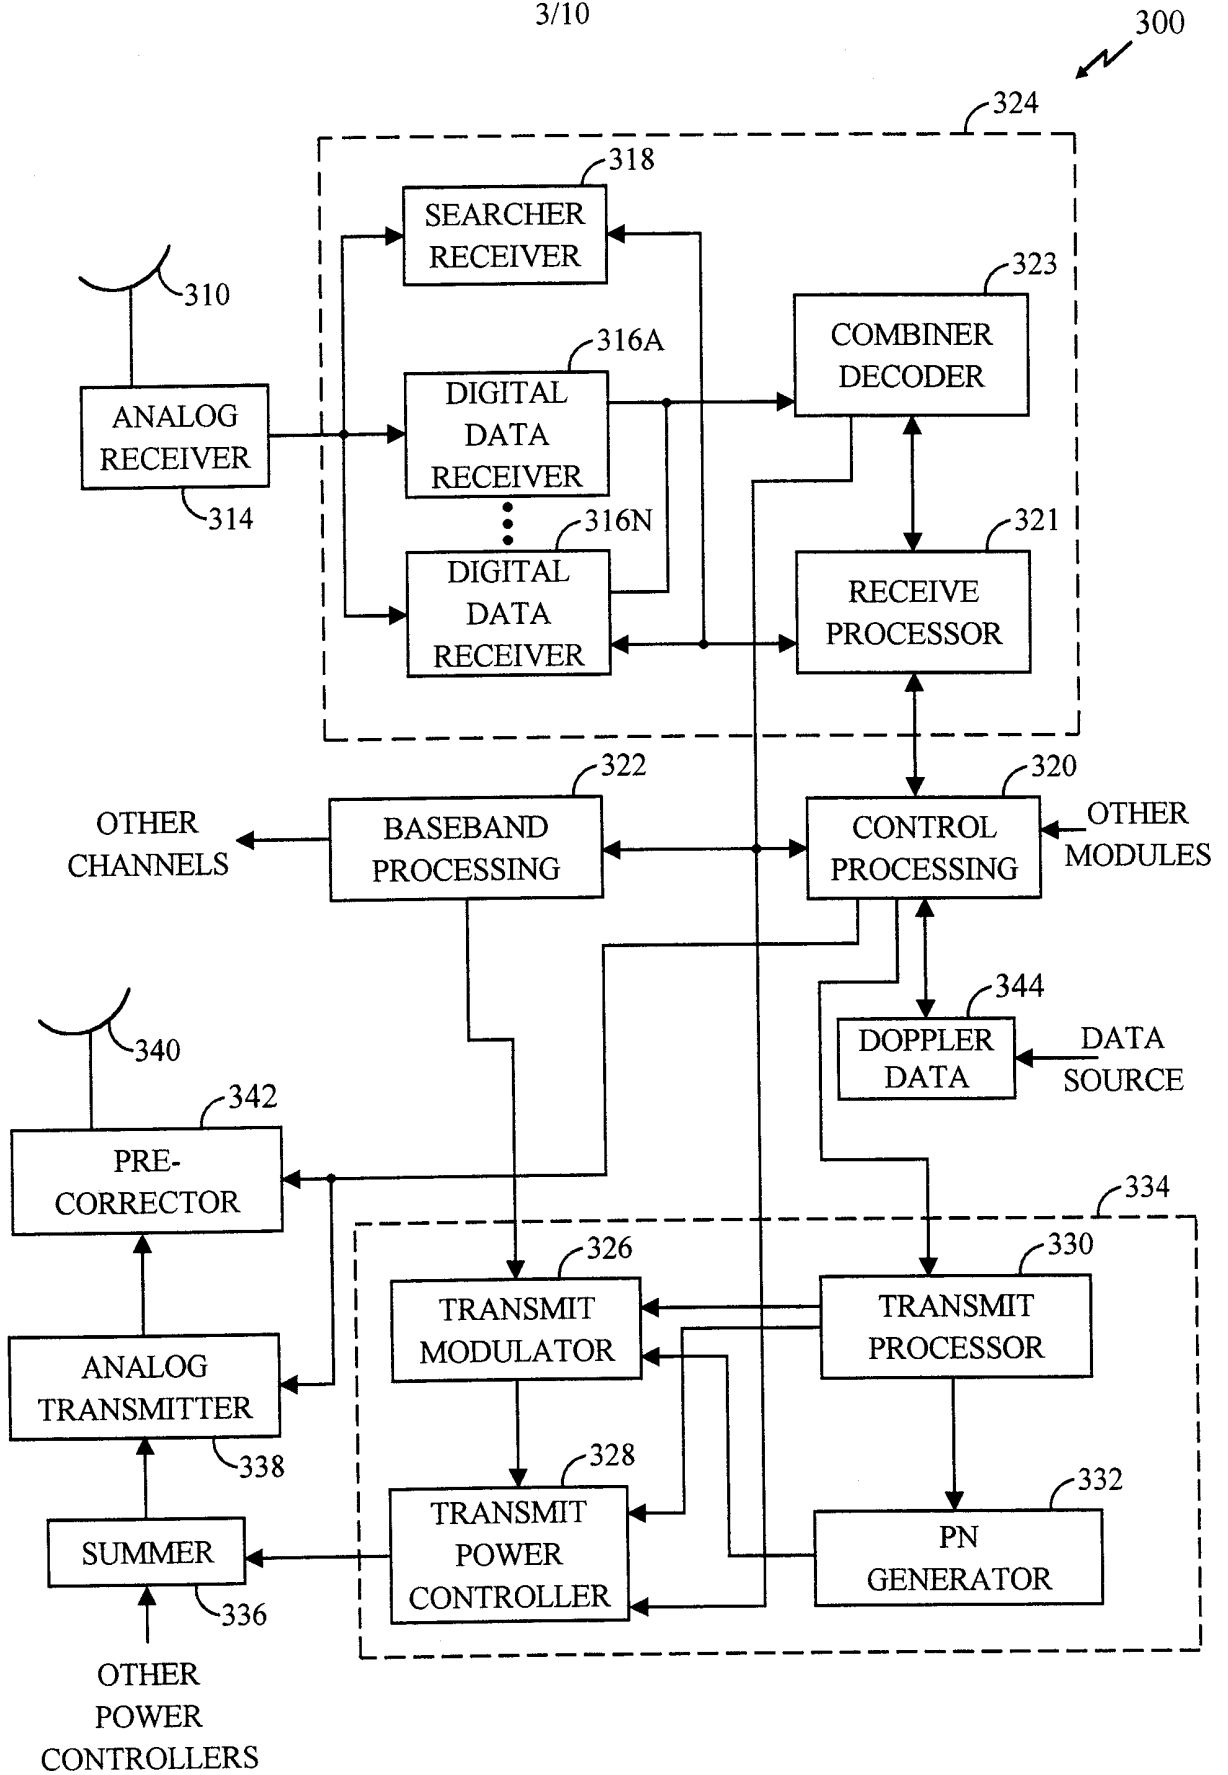 3/10
300
324
318
SEARCHER
RECEIVER
310
323
COMBINER
DECODER
316A
DIGITAL
DATA
RECEIVER
ANALOG
RECEIVER
314
316N
DIGITAL
DATA
RECEIVER
321
RECEIVE
PROCESSOR
322
BASEBAND
PROCESSING
OTHER
CHANNELS
320
CONTROL
PROCESSING
OTHER
MODULES
344
DOPPLER
DATA
DATA
SOURCE
340
342
PRE-
CORRECTOR
334
326
TRANSMIT
MODULATOR
330
TRANSMIT
PROCESSOR
ANALOG
TRANSMITTER
338
328
TRANSMIT
POWER
CONTROLLER
332
PN
GENERATOR
SUMMER
336
OTHER
POWER
CONTROLLERS